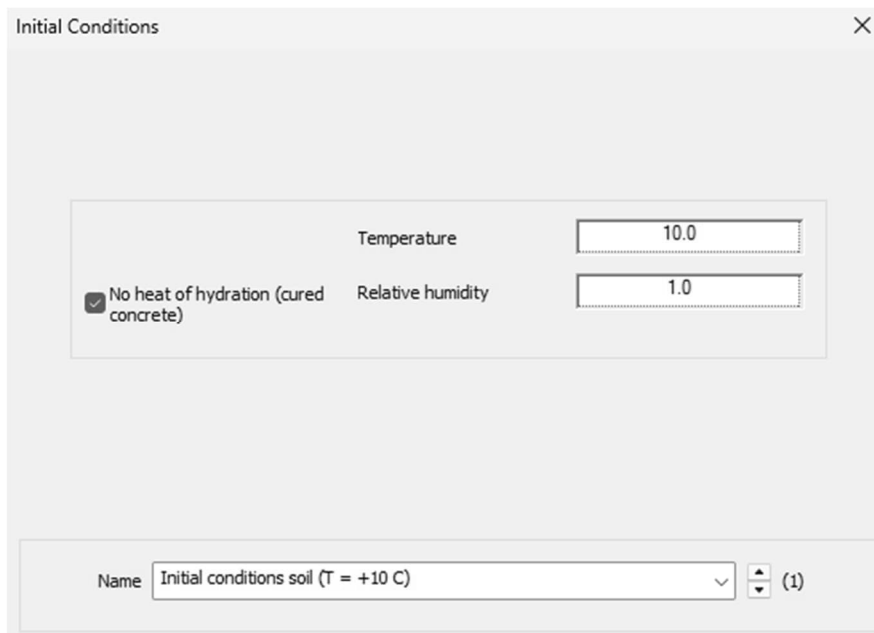 Initial Conditions
Temperature
10.0
No heat of hydration (cured
concrete)
Relative humidity
1.0
Name
Initial conditions soil (T = +10 C)
(1)